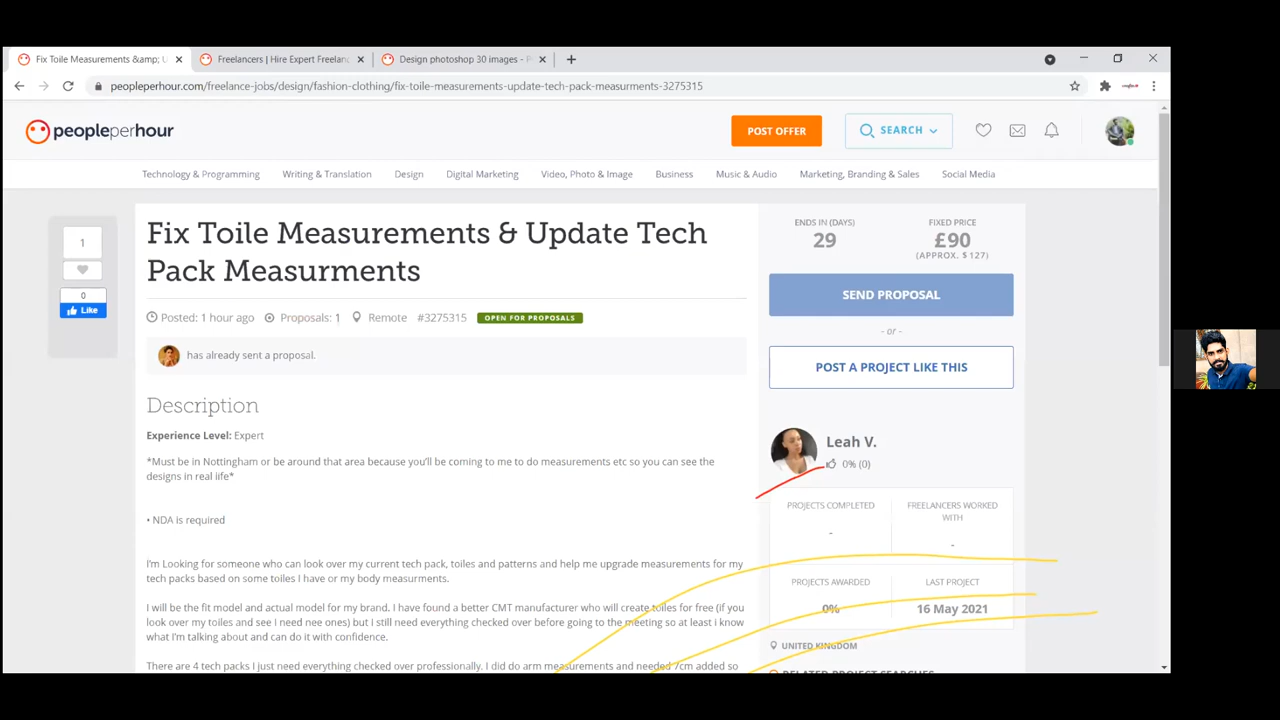 Fix Toile Measurements &amp; U
Freelancers | Hire Expert Freelanc
Design photoshop 30 images - P
peopleperhour.com/freelance-jobs/design/fashion-clothing/fix-toile-measurements-update-tech-pack-measurments-3275315
peopleperhour
POST OFFER
SEARCH
Technology & Programming
Writing & Translation
Design
Digital Marketing
Video, Photo & Image
Business
Music & Audio
Marketing, Branding & Sales
Social Media
1
0
Like
Fix Toile Measurements & Update Tech
Pack Measurments
Posted: 1 hour ago
Proposals: 1
Remote
#3275315
OPEN FOR PROPOSALS
has already sent a proposal.
Description
Experience Level: Expert
*Must be in Nottingham or be around that area because you'll be coming to me to do measurements etc so you can see the
designs in real life*
• NDA is required
I'm Looking for someone who can look over my current tech pack, toiles and patterns and help me upgrade measurements for my
tech packs based on some toiles I have or my body measurments.
I will be the fit model and actual model for my brand. I have found a better CMT manufacturer who will create toiles for free (if you
look over my toiles and see I need nee ones) but I still need everything checked over before going to the meeting so at least i know
what I'm talking about and can do it with confidence.
There are 4 tech packs I just need everything checked over professionally. I did do arm measurements and needed 7cm added so
ENDS IN (DAYS)
29
FIXED PRICE
£90
(APPROX. $ 127)
SEND PROPOSAL
- or -
POST A PROJECT LIKE THIS
Leah V.
0% (0)
PROJECTS COMPLETED
-
FREELANCERS WORKED
WITH
-
PROJECTS AWARDED
0%
LAST PROJECT
16 May 2021
UNITED KINGDOM
RELATED PROJECT SEARCHES